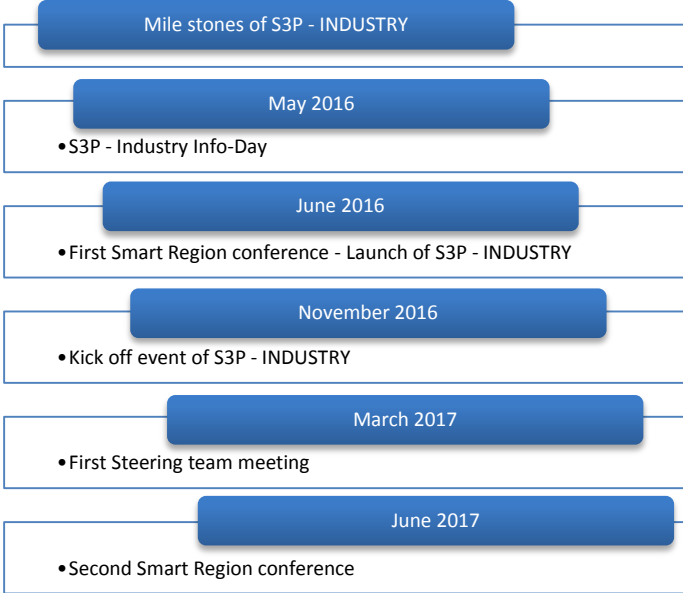 Mile stones of S3P - INDUSTRY
May 2016
•S3P - Industry Info-Day
June 2016
•First Smart Region conference - Launch of S3P - INDUSTRY
November 2016
•Kick off event of S3P - INDUSTRY
March 2017
•First Steering team meeting
June 2017
•Second Smart Region conference